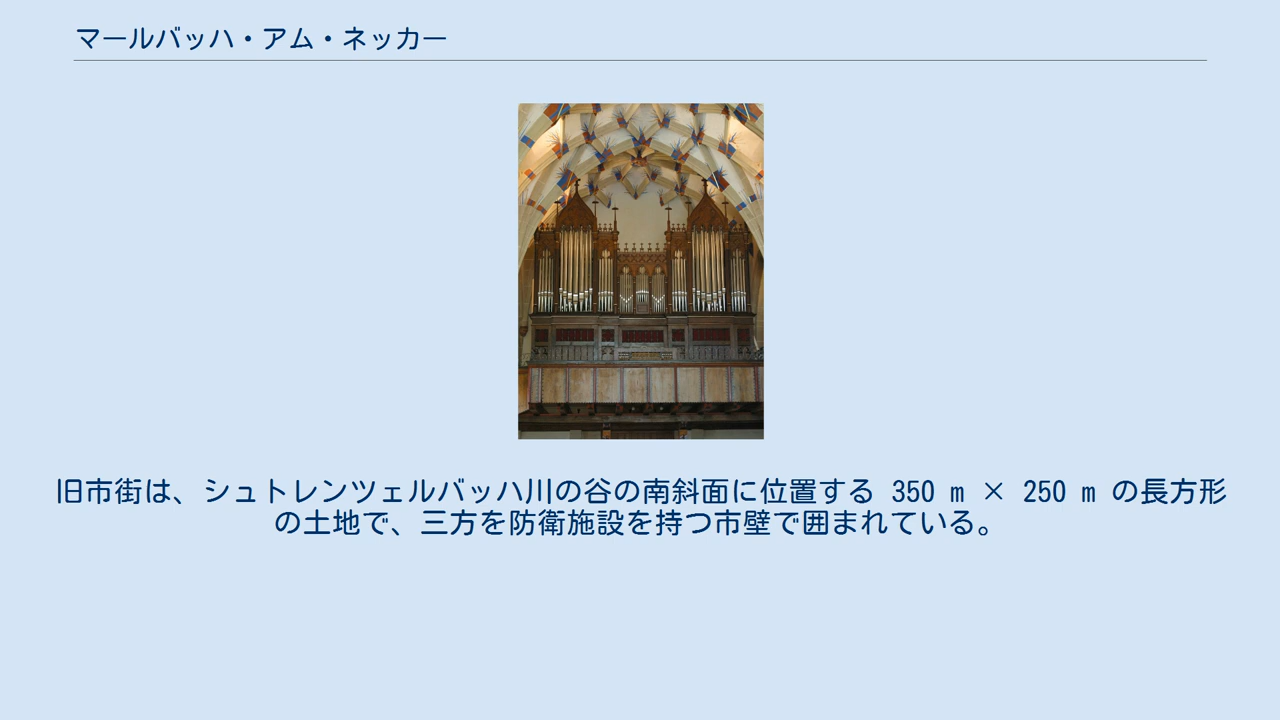 マールバッハ・アム・ネッカー
旧市街は、シュトレンツェルバッハ川の谷の南斜面に位置する 350 m × 250 m の長方形
の土地で、三方を防衛施設を持つ市壁で囲まれている。